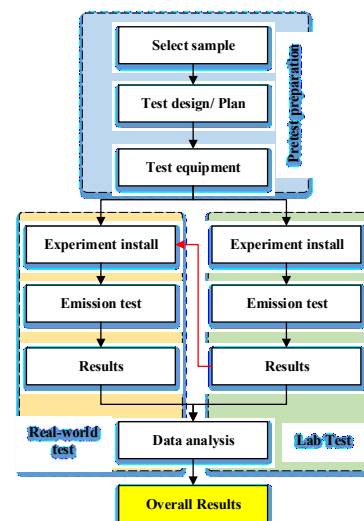 Select sample
Test design/ Plan
Test equipment
Pretest preparation
Experiment install
Experiment install
Emission test
Emission test
Results
Results
Real-world
test
Data analysis
Lab Test
Overall Results